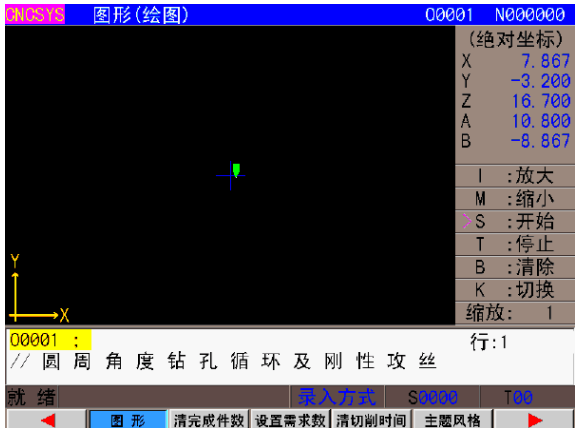 CNCSYS 图形(绘图) O0001 N000000
(绝对坐标)
X 7.867
Y -3.200
Z 16.700
A 10.800
B -8.867
I :放大
M :缩小
>S :开始
T :停止
B :清除
K :切换
缩放: 1
Y
X
O0001 ; 行:1
// 圆 周 角 度 钻 孔 循 环 及 刚 性 攻 丝
就 绪 录入方式 S0000 T00
图 形 清完成件数 设置需求数 清切削时间 主题风格